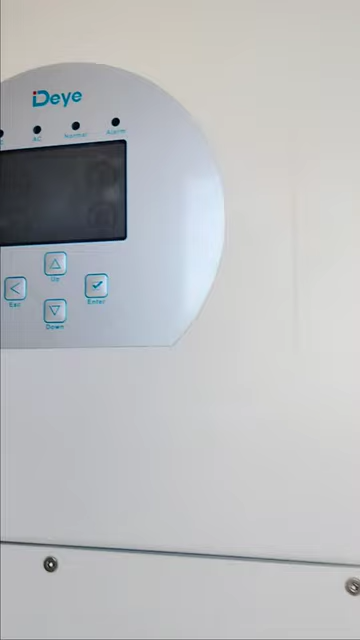 Deye
AC
Normal
Alarm
Up
Esc
Enter
Down